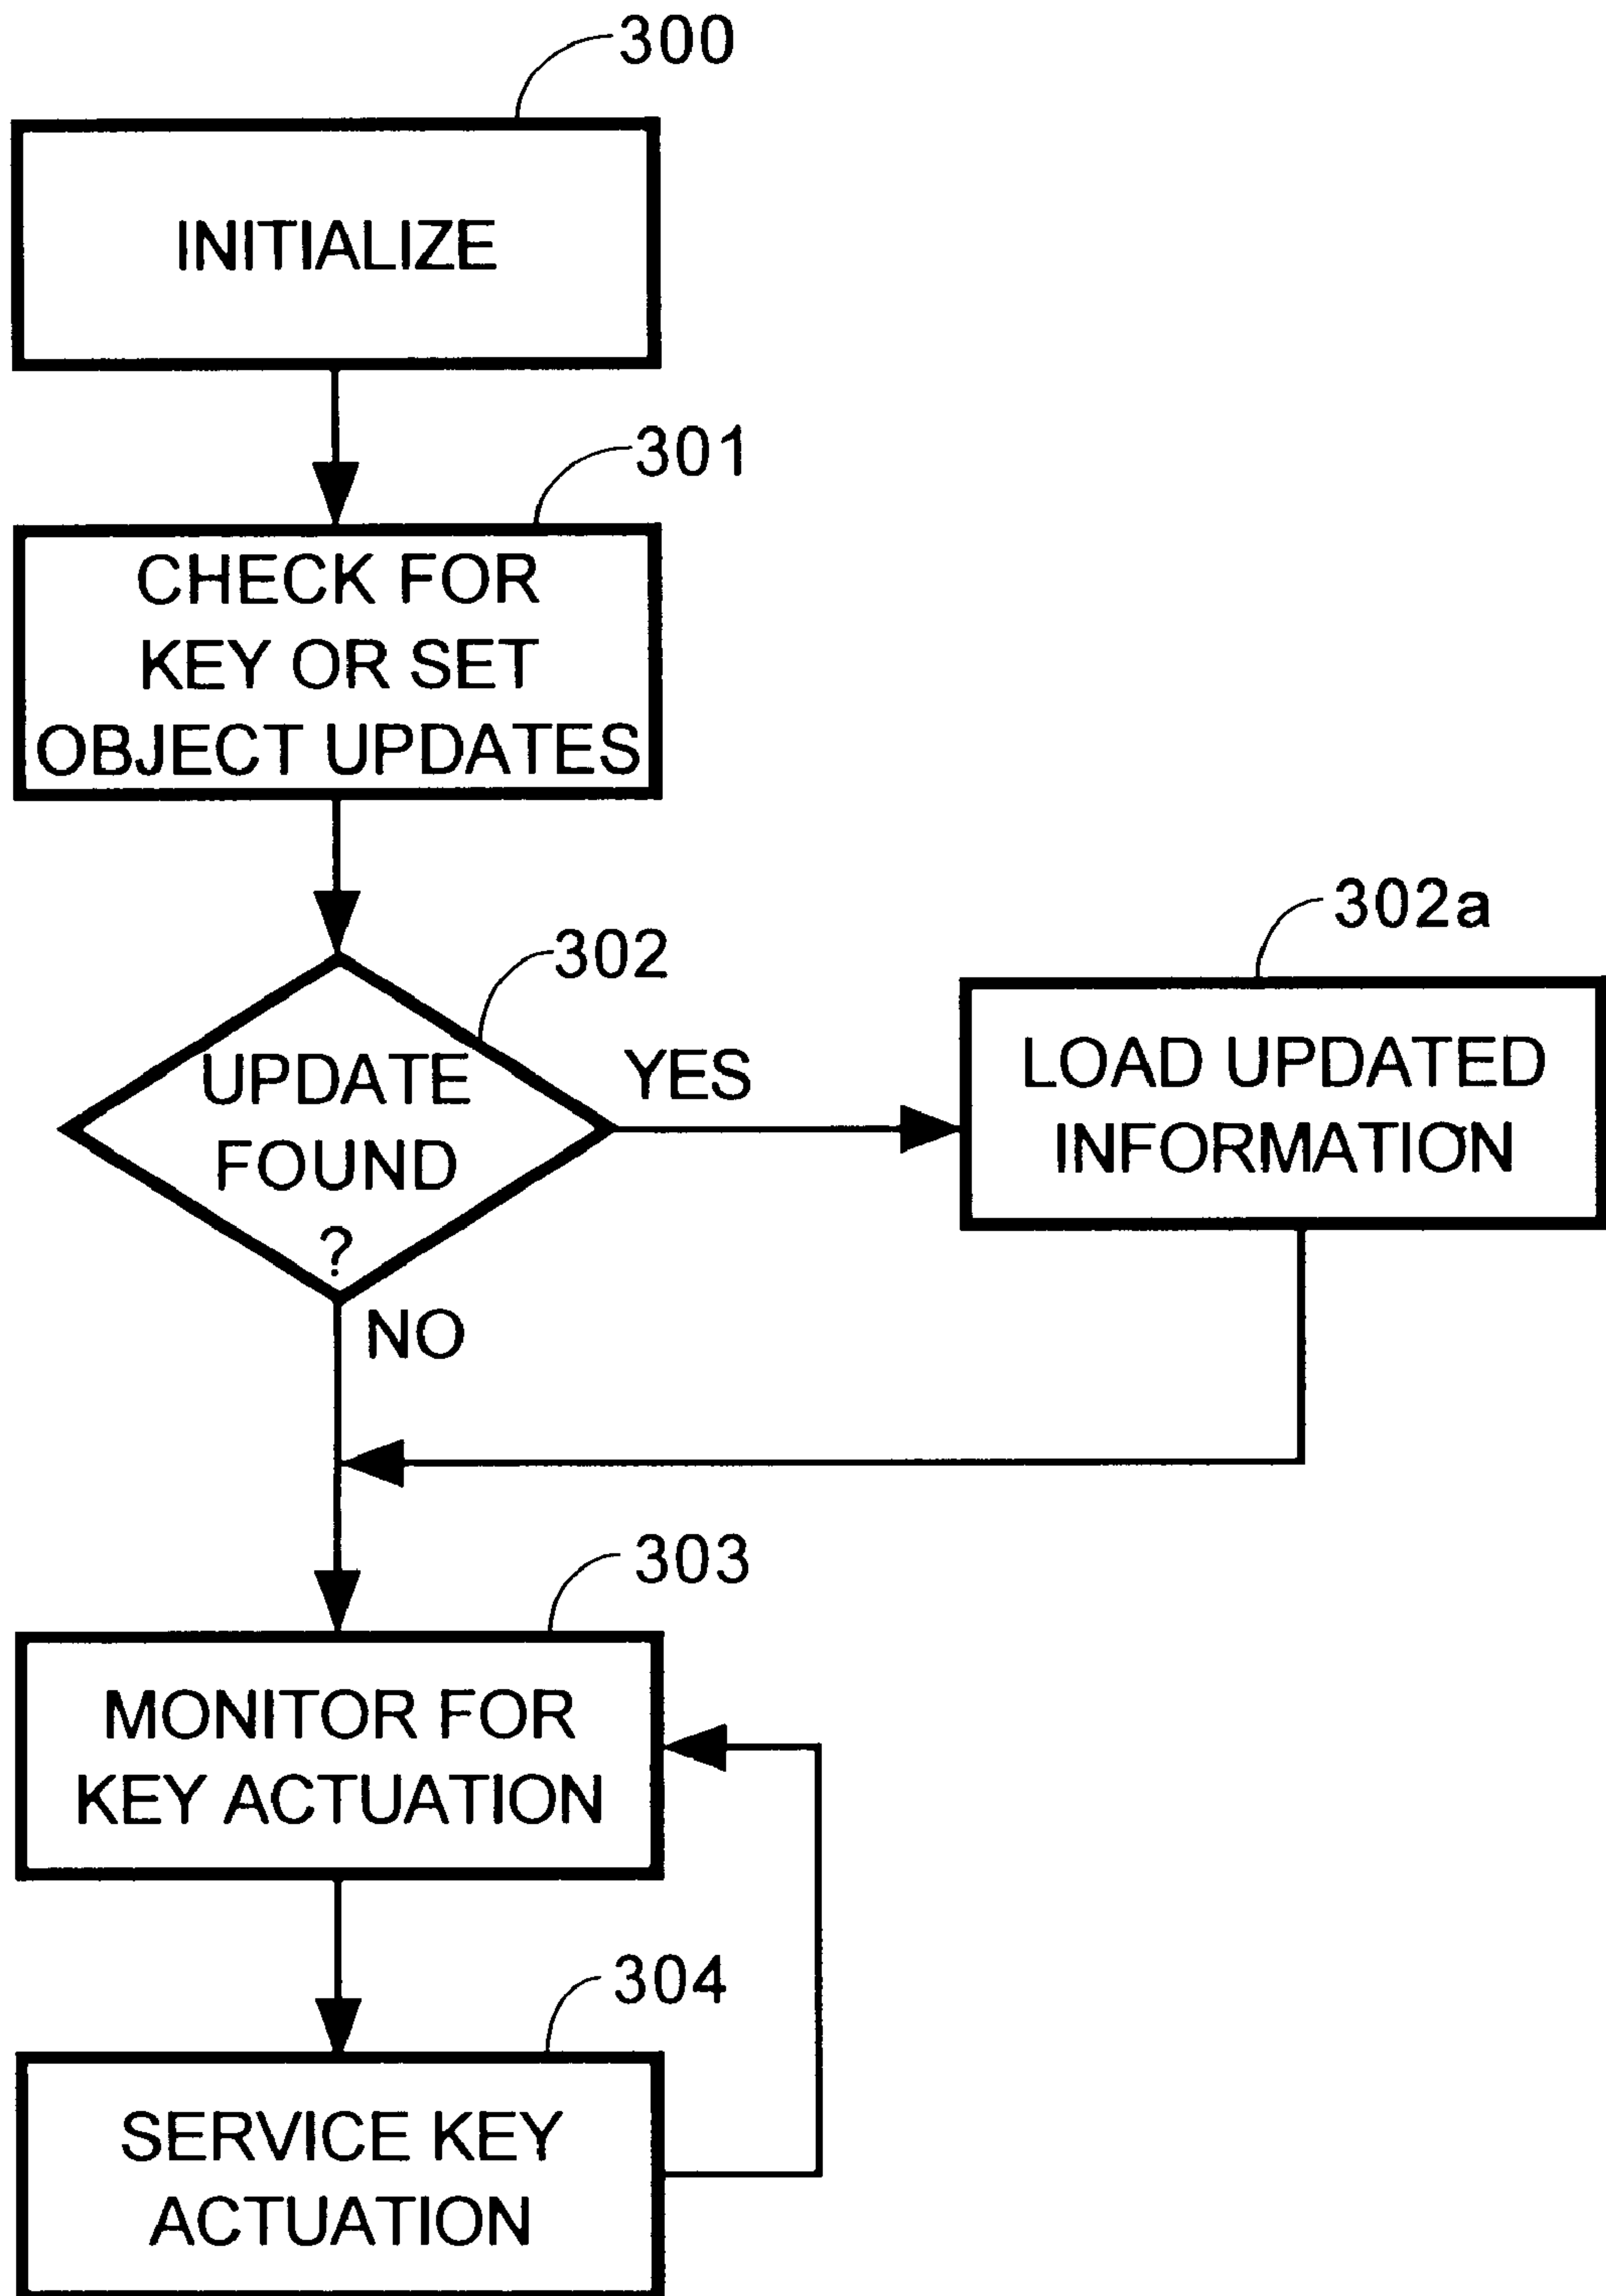 300
INITIALIZE
301
CHECK FOR
KEY OR SET
OBJECT UPDATES
302
UPDATE
FOUND
?
YES
NO
302a
LOAD UPDATED
INFORMATION
303
MONITOR FOR
KEY ACTUATION
304
SERVICE KEY
ACTUATION